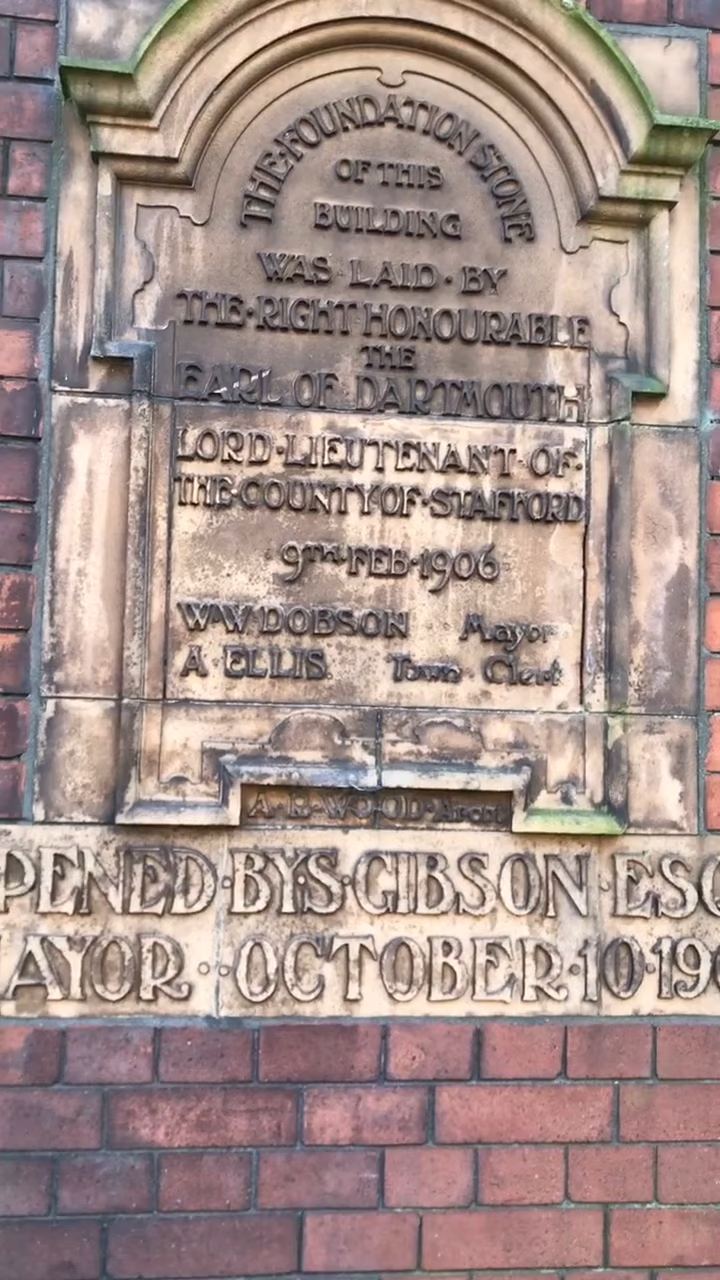 THE·FOUNDATION STONE
OF THIS
BUILDING
WAS · LAID · BY
THE·RIGHT HONOURABLE
THE
EARL OF DARTMOUTH
LORD·LIEUTENANT·OF·
THE·COUNTY·OF·STAFFORD
9TH·FEB·1906
W·W DOBSON Mayor
A ELLIS. Town Clerk
A·R·WOOD·Archt
PENED·BY·S·GIBSON·ESQ
AYOR·:·OCTOBER·10·190